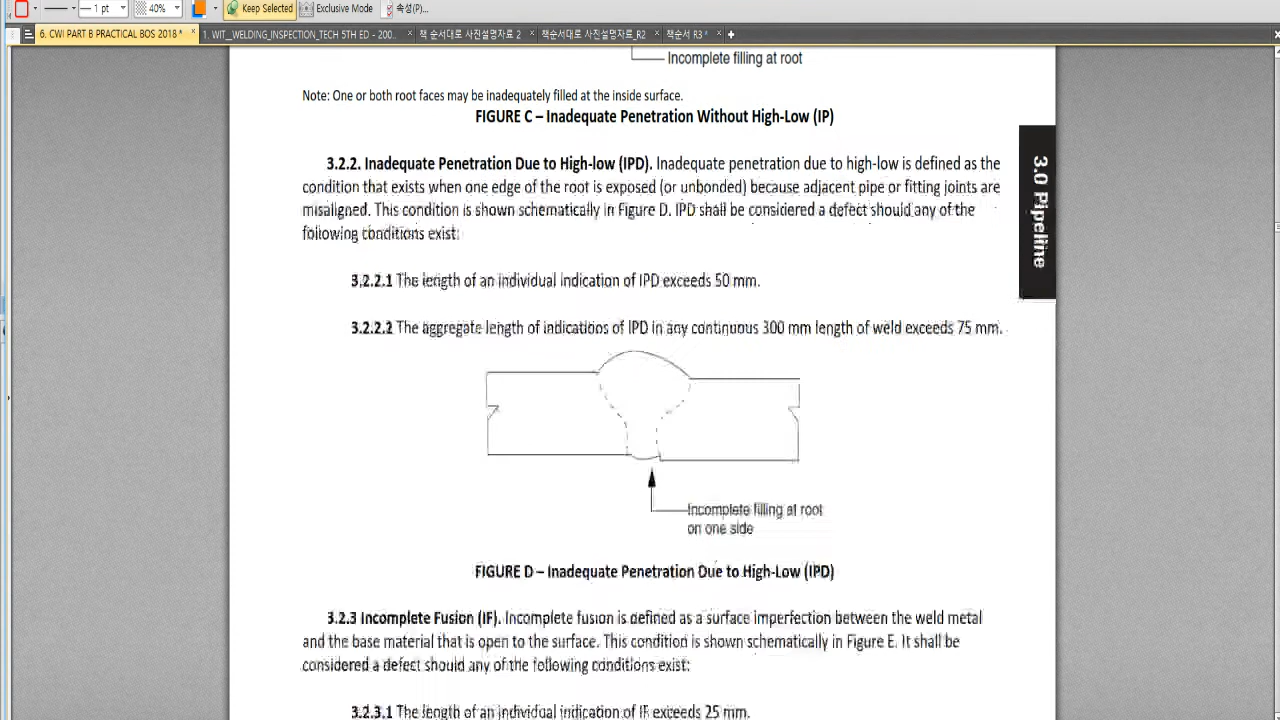 1 pt
40%
Keep Selected
Exclusive Mode
속성(P)...
6. CWI PART B PRACTICAL BOS 2018 *
1. WIT_WELDING_INSPECTION_TECH 5TH ED - 200...
책 순서대로 사진설명자료 2
책순서대로 사진설명자료_R2
책순서 R3 *
Incomplete filling at root
Note: One or both root faces may be inadequately filled at the inside surface.
FIGURE C – Inadequate Penetration Without High-Low (IP)
3.2.2. Inadequate Penetration Due to High-low (IPD). Inadequate penetration due to high-low is defined as the
condition that exists when one edge of the root is exposed (or unbonded) because adjacent pipe or fitting joints are
misaligned. This condition is shown schematically in Figure D. IPD shall be considered a defect should any of the
following conditions exist:
3.2.2.1 The length of an individual indication of IPD exceeds 50 mm.
3.2.2.2 The aggregate length of indications of IPD in any continuous 300 mm length of weld exceeds 75 mm.
Incomplete filling at root
on one side
FIGURE D – Inadequate Penetration Due to High-Low (IPD)
3.2.3 Incomplete Fusion (IF). Incomplete fusion is defined as a surface imperfection between the weld metal
and the base material that is open to the surface. This condition is shown schematically in Figure E. It shall be
considered a defect should any of the following conditions exist:
3.2.3.1 The length of an individual indication of IF exceeds 25 mm.
3.0 Pipeline